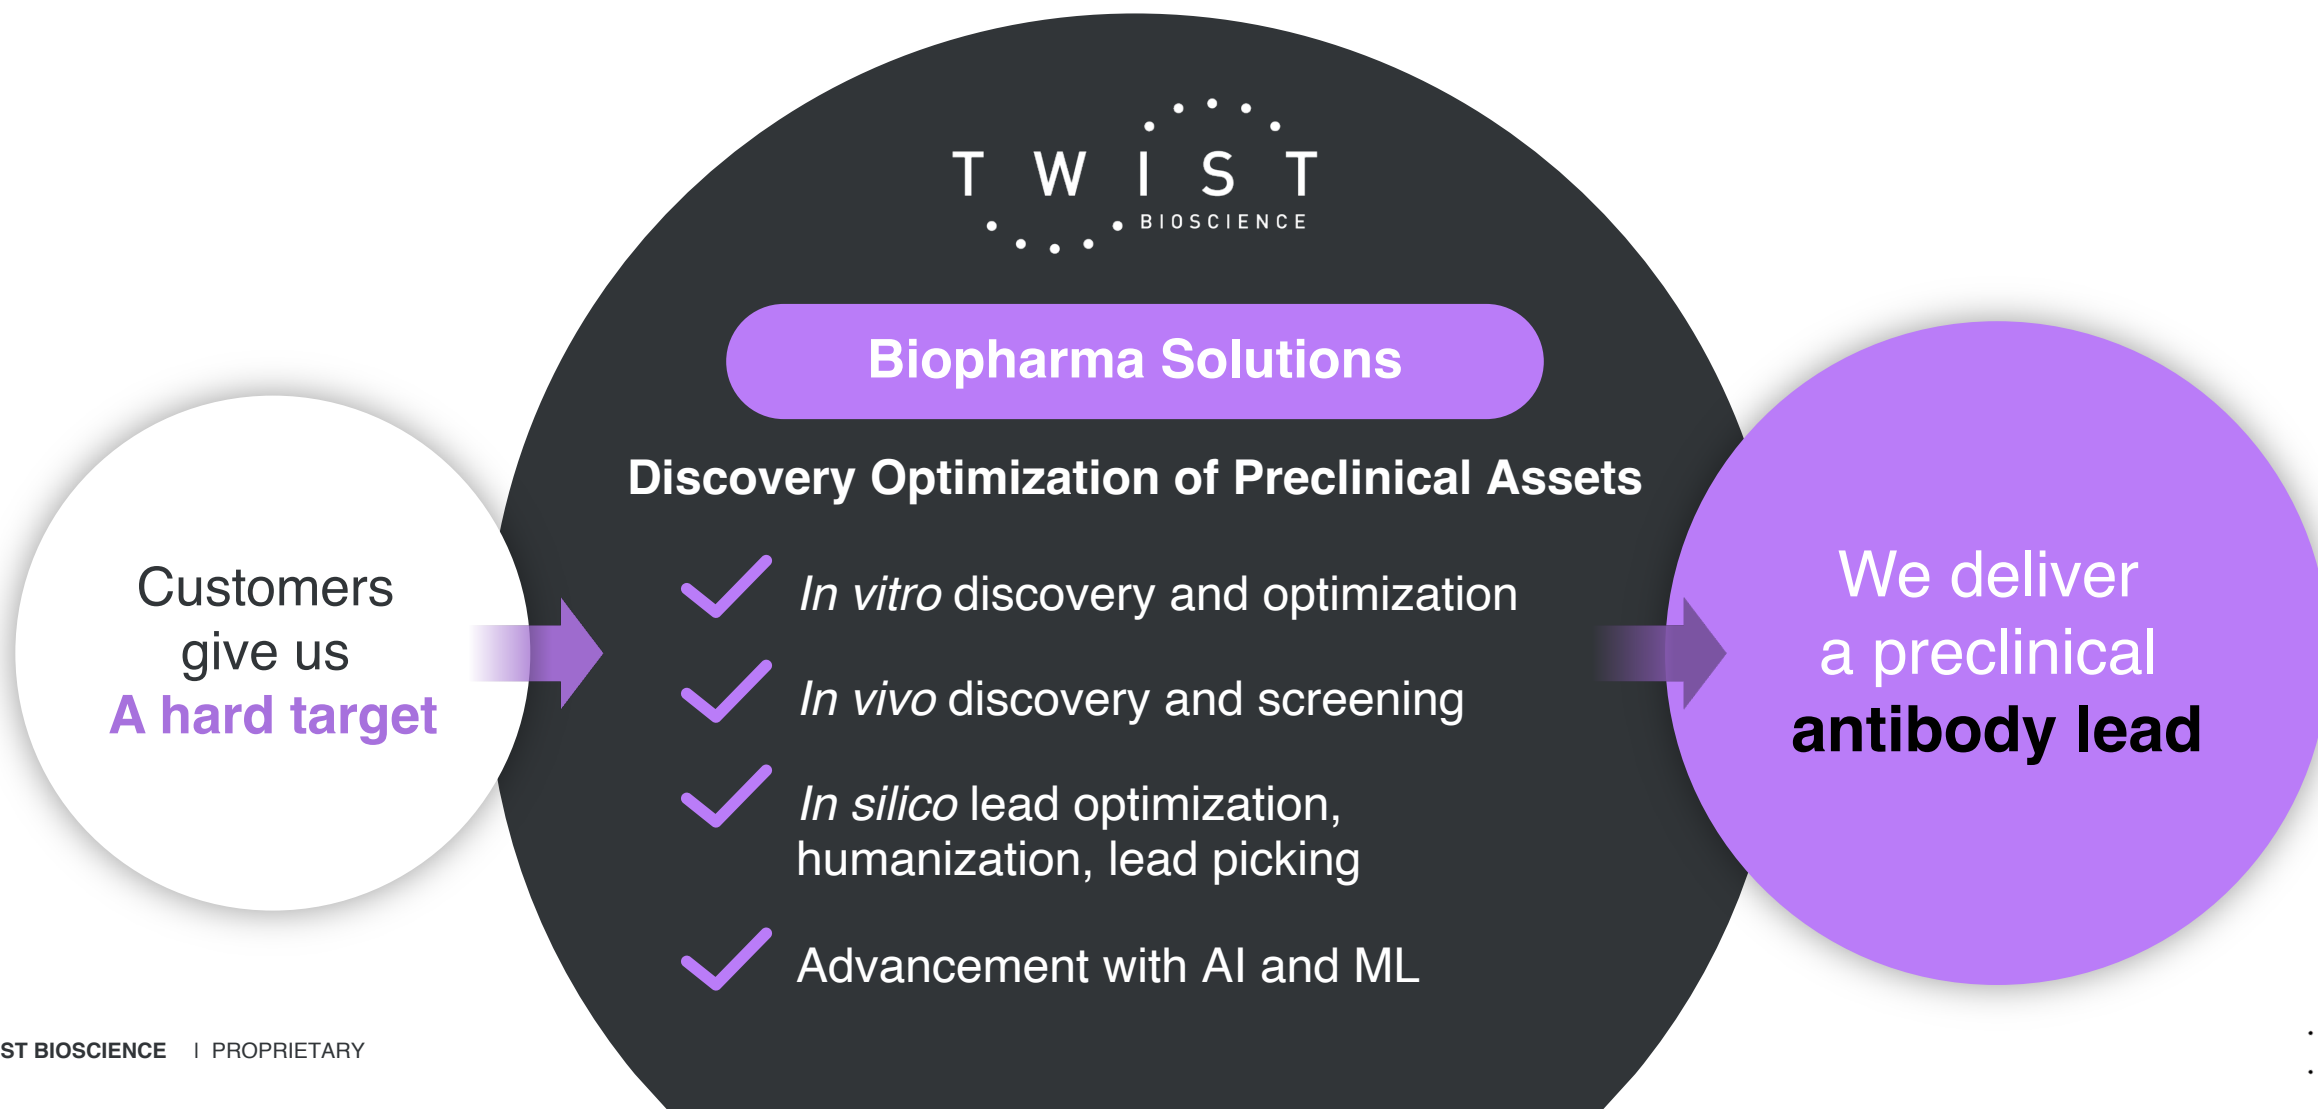 TWIST
BIOSCIENCE
Biopharma Solutions
Discovery Optimization of Preclinical Assets
Customers
give us
A hard target
In vitro discovery and optimization
In vivo discovery and screening
In silico lead optimization,
humanization, lead picking
Advancement with AI and ML
We deliver
a preclinical
antibody lead
ST BIOSCIENCE | PROPRIETARY